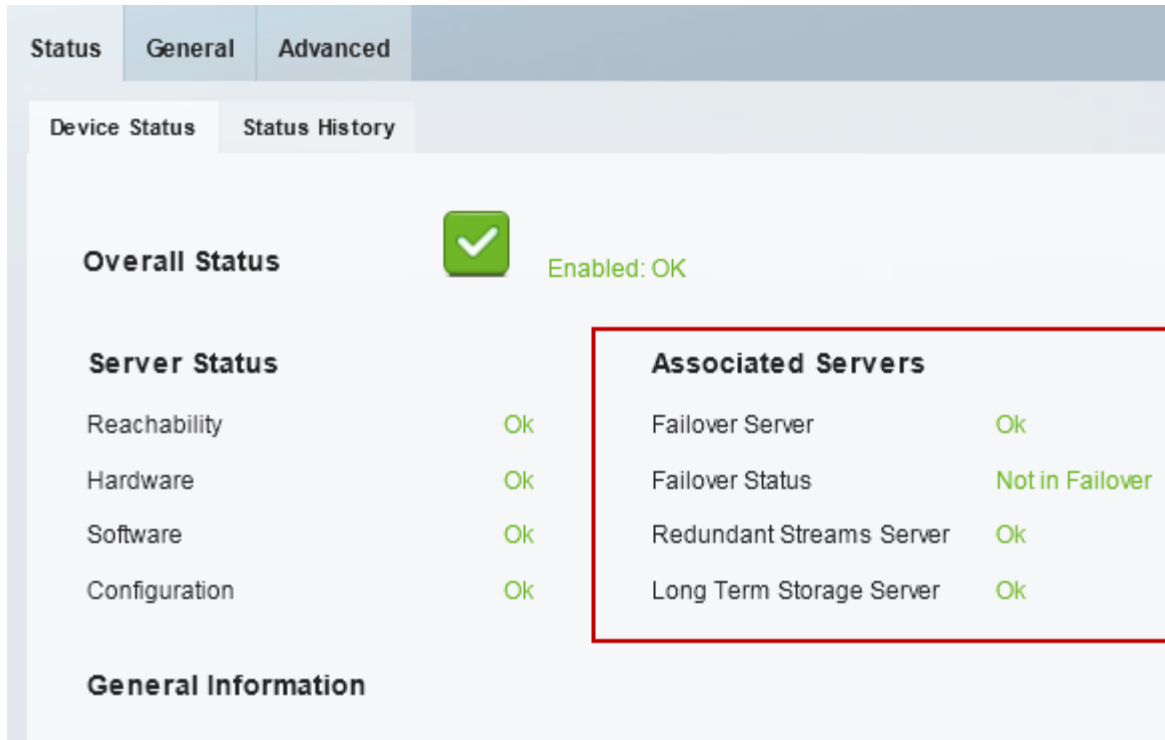 Status General Advanced
Device Status Status History
Overall Status Enabled: OK
Server Status
Reachability Ok
Hardware Ok
Software Ok
Configuration Ok
Associated Servers
Failover Server Ok
Failover Status Not in Failover
Redundant Streams Server Ok
Long Term Storage Server Ok
General Information